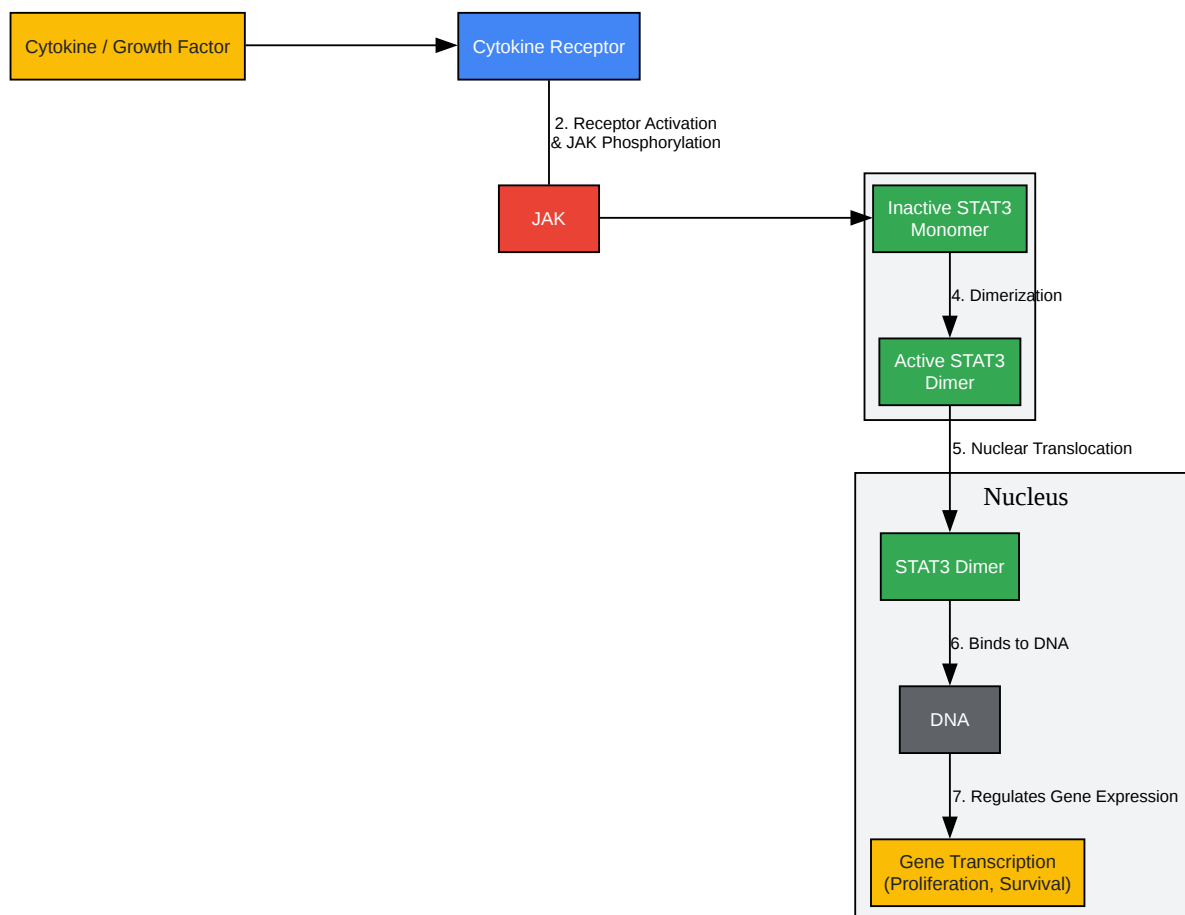 Cytokine / Growth Factor
Cytokine Receptor
2. Receptor Activation
& JAK Phosphorylation
JAK
Inactive STAT3
Monomer
4. Dimerization
Active STAT3
Dimer
5. Nuclear Translocation
Nucleus
STAT3 Dimer
6. Binds to DNA
DNA
7. Regulates Gene Expression
Gene Transcription
(Proliferation, Survival)